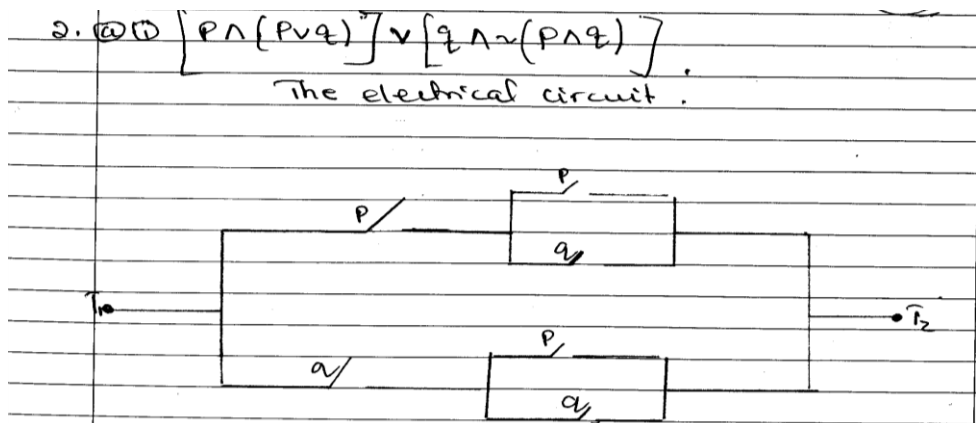 2. (a) (i) [P∧(P∨q)]∨[q∧~(p∧q)].
The electrical circuit.
P
P
q
T1
T2
P
q
q